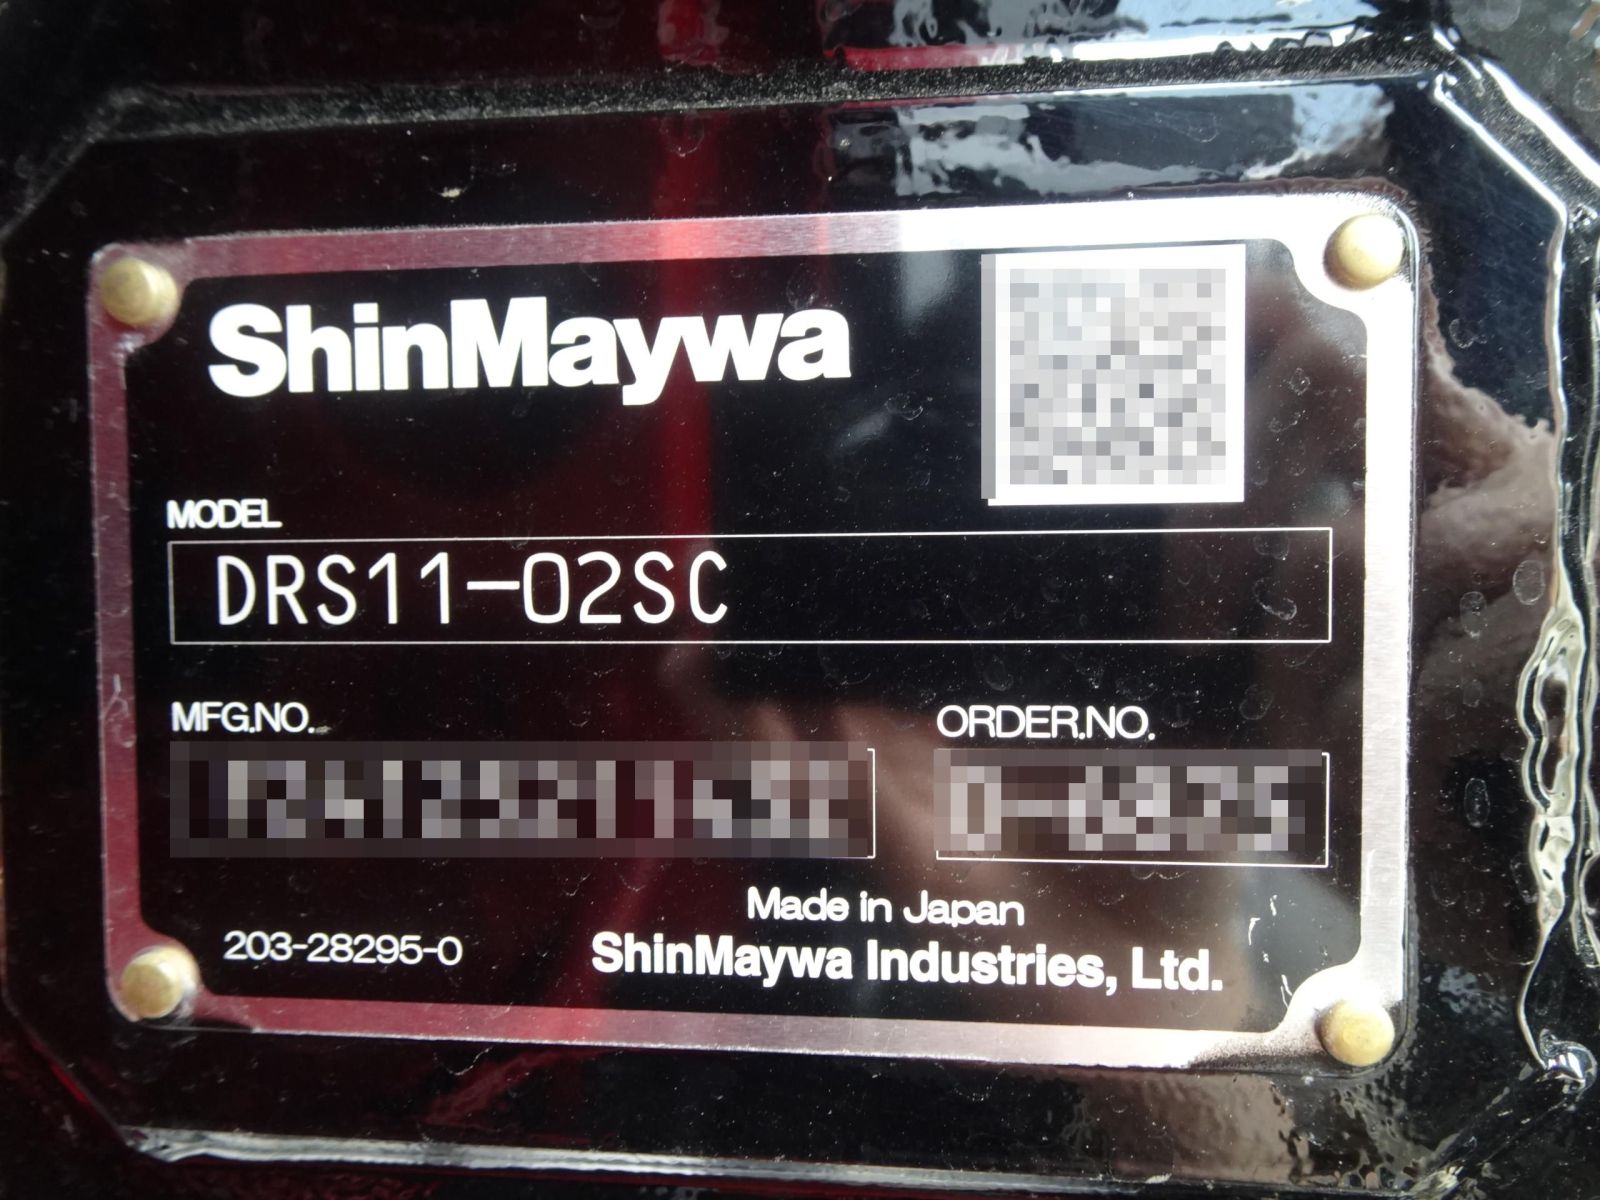 ShinMaywa
MODEL
DRS11-02SC
MFG.NO.
ORDER.NO.
Made in Japan
203-28295-0
ShinMaywa Industries, Ltd.